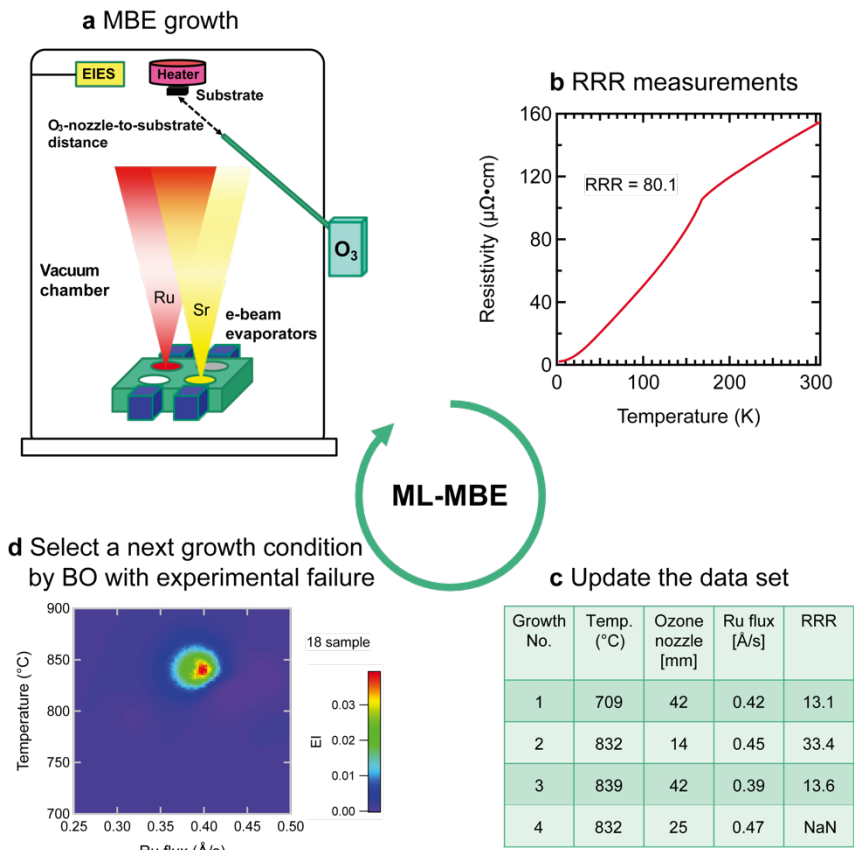 a MBE growth
EIES
Heater
Substrate
O₃-nozzle-to-substrate
distance
O₃
Vacuum
chamber
Ru
Sr
e-beam
evaporators
b RRR measurements
160
120
80
40
0
RRR = 80.1
Resistivity (μΩ•cm)
0
100
200
300
Temperature (K)
ML-MBE
d Select a next growth condition
by BO with experimental failure
900
850
800
750
700
Temperature (°C)
0.25
0.30
0.35
0.40
0.45
0.50
Ru flux (Å/s)
18 sample
0.03
0.02
0.01
0.00
EI
c Update the data set
Growth No. Temp. (°C) Ozone nozzle [mm] Ru flux [Å/s] RRR
1 709 42 0.42 13.1
2 832 14 0.45 33.4
3 839 42 0.39 13.6
4 832 25 0.47 NaN